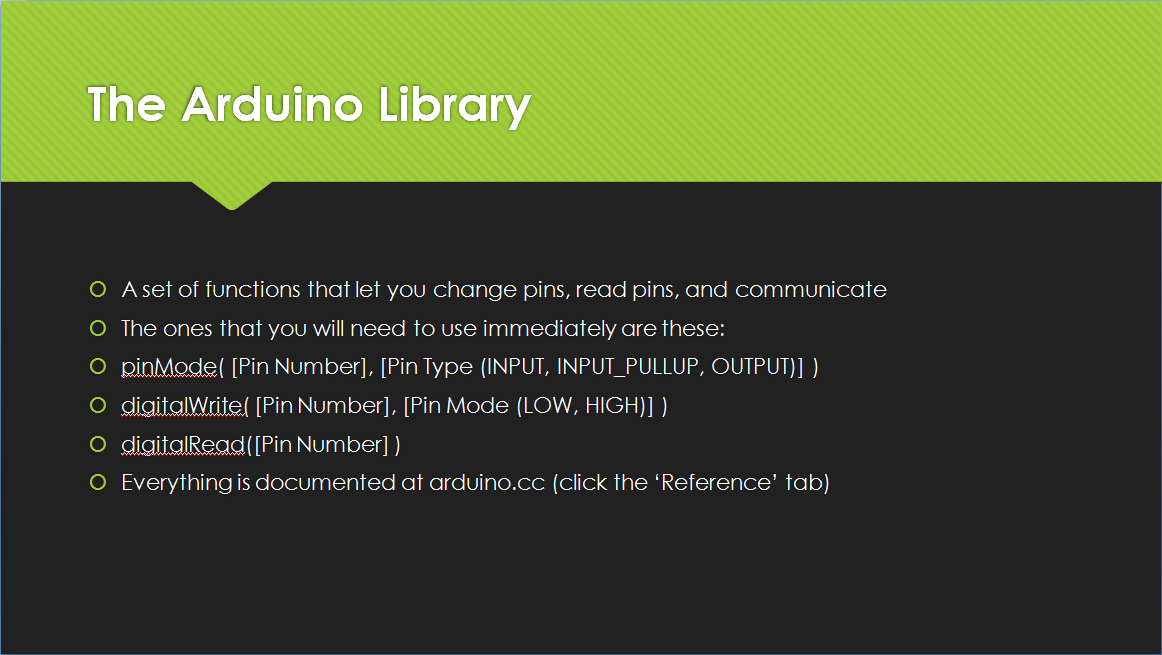 The Arduino Library
A set of functions that let you change pins, read pins, and communicate
The ones that you will need to use immediately are these:
pinMode( [Pin Number], [Pin Type (INPUT, INPUT_PULLUP, OUTPUT)] )
digitalWrite( [Pin Number], [Pin Mode (LOW, HIGH)] )
digitalRead([Pin Number] )
Everything is documented at arduino.cc (click the ‘Reference’ tab)